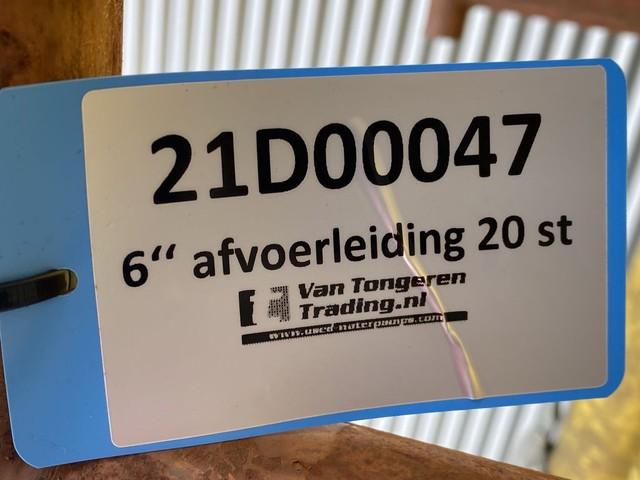 21D00047
6“ afvoerleiding 20 st
Van Tongeren
Trading.nl
www.used-waterpumps.com